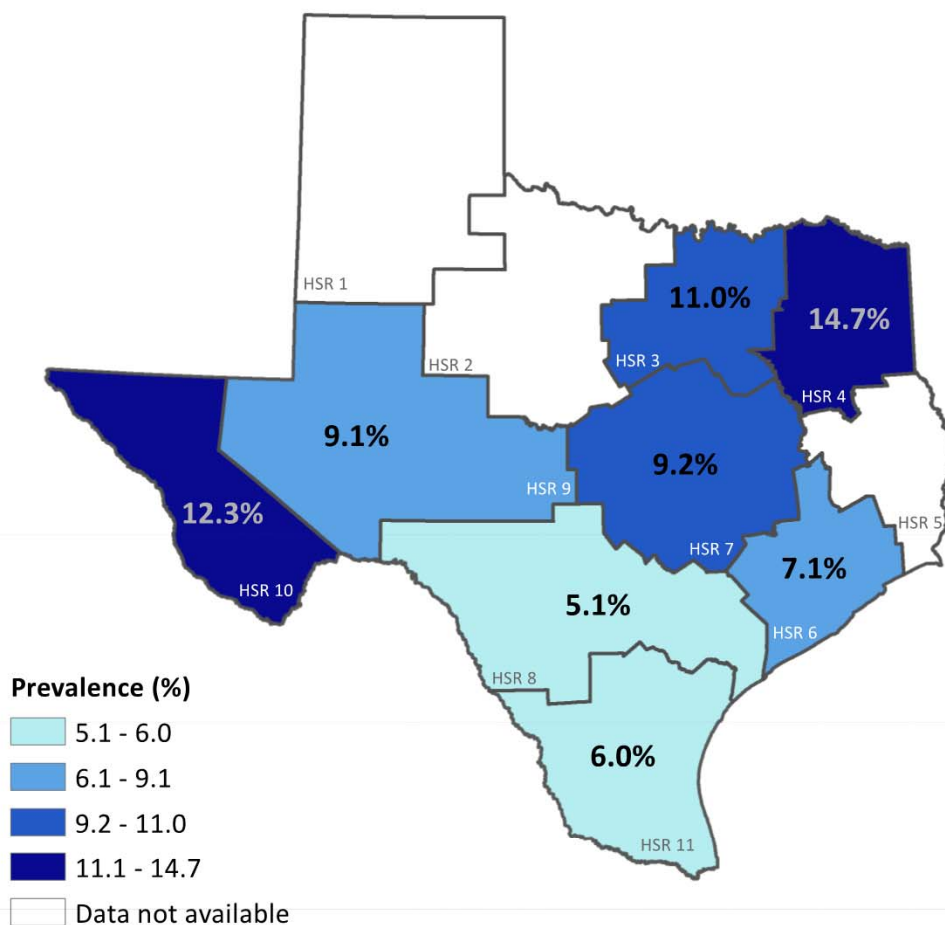 HSR 1
HSR 2
11.0%
HSR 3
14.7%
HSR 4
9.1%
HSR 9
9.2%
HSR 7
HSR 5
12.3%
HSR 10
7.1%
HSR 6
5.1%
HSR 8
6.0%
HSR 11
Prevalence (%)
5.1 - 6.0
6.1 - 9.1
9.2 - 11.0
11.1 - 14.7
Data not available